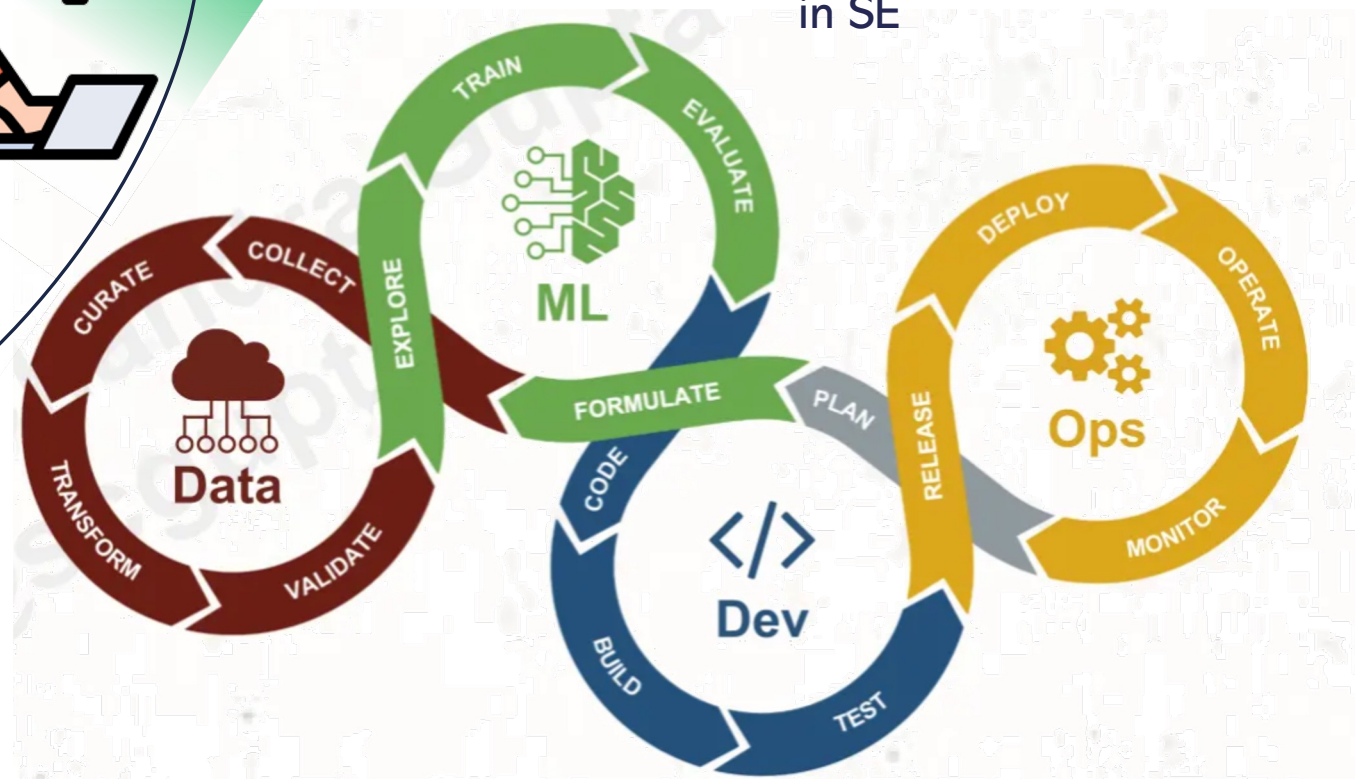 in SE
TRAIN
EVALUATE
ML
EXPLORE
COLLECT
CURATE
TRANSFORM
VALIDATE
Data
FORMULATE
PLAN
CODE
BUILD
TEST
Dev
RELEASE
DEPLOY
OPERATE
MONITOR
Ops